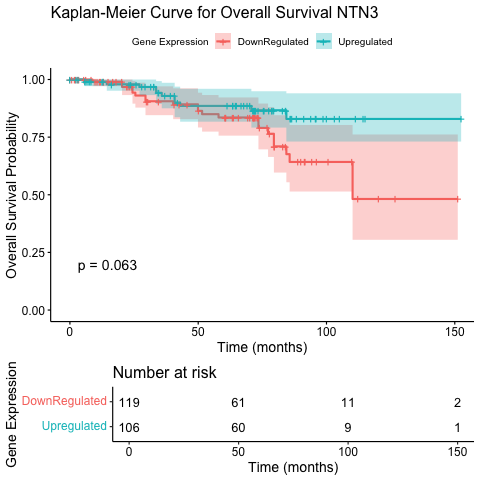 Kaplan-Meier Curve for Overall Survival NTN3
Gene Expression DownRegulated Upregulated
Overall Survival Probability
1.00
0.75
0.50
0.25
0.00
p = 0.063
0 50 100 150
Time (months)
Number at risk
Gene Expression
DownRegulated 119 61 11 2
Upregulated 106 60 9 1
0 50 100 150
Time (months)